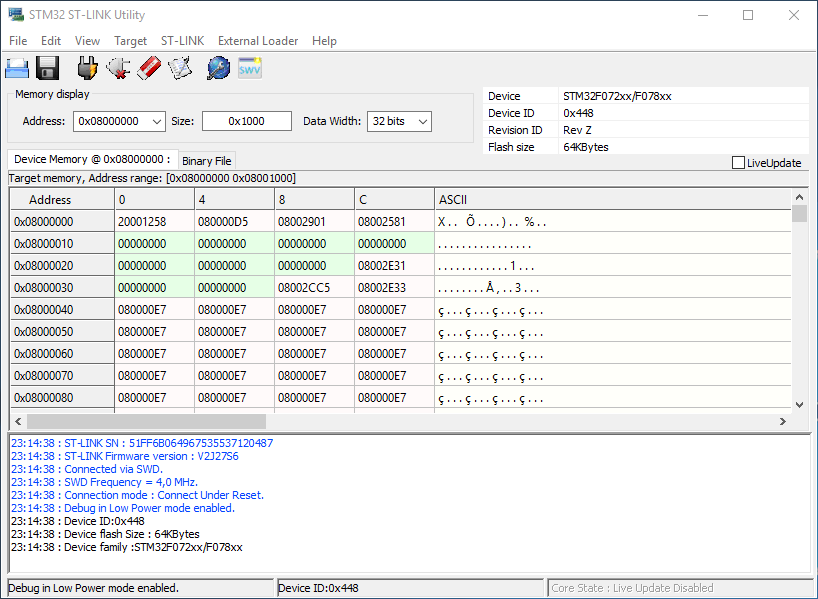 STM32 ST-LINK Utility
File Edit View Target ST-LINK External Loader Help
SWV
Memory display
Address: 0x08000000 Size: 0x1000 Data Width: 32 bits
Device STM32F072xx/F078xx
Device ID 0x448
Revision ID Rev Z
Flash size 64KBytes
LiveUpdate
Device Memory @ 0x08000000 : Binary File
Target memory, Address range: [0x08000000 0x08001000]
Address 0 4 8 C ASCII
0x08000000 20001258 080000D5 08002901 08002581 X.. Õ....).. %..
0x08000010 00000000 00000000 00000000 00000000 ................
0x08000020 00000000 00000000 00000000 08002E31 ............1...
0x08000030 00000000 00000000 08002CC5 08002E33 ........Å,..3...
0x08000040 080000E7 080000E7 080000E7 080000E7 ç...ç...ç...ç...
0x08000050 080000E7 080000E7 080000E7 080000E7 ç...ç...ç...ç...
0x08000060 080000E7 080000E7 080000E7 080000E7 ç...ç...ç...ç...
0x08000070 080000E7 080000E7 080000E7 080000E7 ç...ç...ç...ç...
0x08000080 080000E7 080000E7 080000E7 080000E7 ç...ç...ç...ç...
23:14:38 : ST-LINK SN : 51FF6B064967535537120487
23:14:38 : ST-LINK Firmware version : V2J27S6
23:14:38 : Connected via SWD.
23:14:38 : SWD Frequency = 4,0 MHz.
23:14:38 : Connection mode : Connect Under Reset.
23:14:38 : Debug in Low Power mode enabled.
23:14:38 : Device ID:0x448
23:14:38 : Device flash Size : 64KBytes
23:14:38 : Device family :STM32F072xx/F078xx
Debug in Low Power mode enabled. Device ID:0x448 Core State : Live Update Disabled